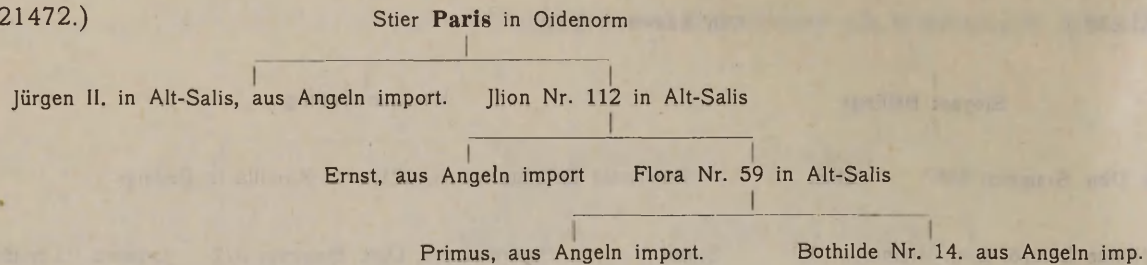 21472.)
Stier Paris in Oidenorm
Jürgen II. in Alt-Salis, aus Angeln import. Jlion Nr. 112 in Alt-Salis
Ernst, aus Angeln import Flora Nr. 59 in Alt-Salis
Primus, aus Angeln import. Bothilde Nr. 14. aus Angeln imp.